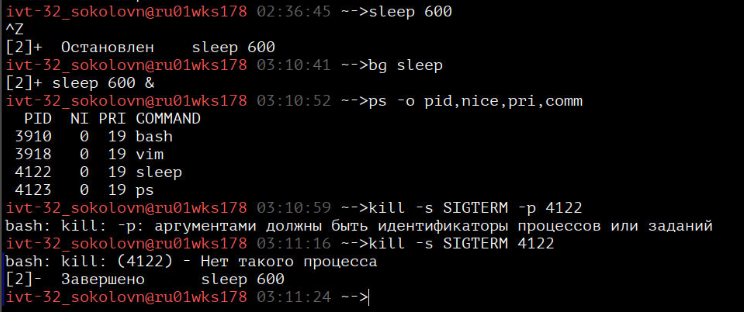 ivt-32_sokolovn@ru01wks178 02:36:45 ~-->sleep 600
^Z
[2]+  Остановлен    sleep 600
ivt-32_sokolovn@ru01wks178 03:10:41 ~-->bg sleep
[2]+ sleep 600 &
ivt-32_sokolovn@ru01wks178 03:10:52 ~-->ps -o pid,nice,pri,comm
  PID  NI PRI COMMAND
 3910   0  19 bash
 3918   0  19 vim
 4122   0  19 sleep
 4123   0  19 ps
ivt-32_sokolovn@ru01wks178 03:10:59 ~-->kill -s SIGTERM -p 4122
bash: kill: -p: аргументами должны быть идентификаторы процессов или заданий
ivt-32_sokolovn@ru01wks178 03:11:16 ~-->kill -s SIGTERM 4122
bash: kill: (4122) - Нет такого процесса
[2]-  Завершено      sleep 600
ivt-32_sokolovn@ru01wks178 03:11:24 ~-->